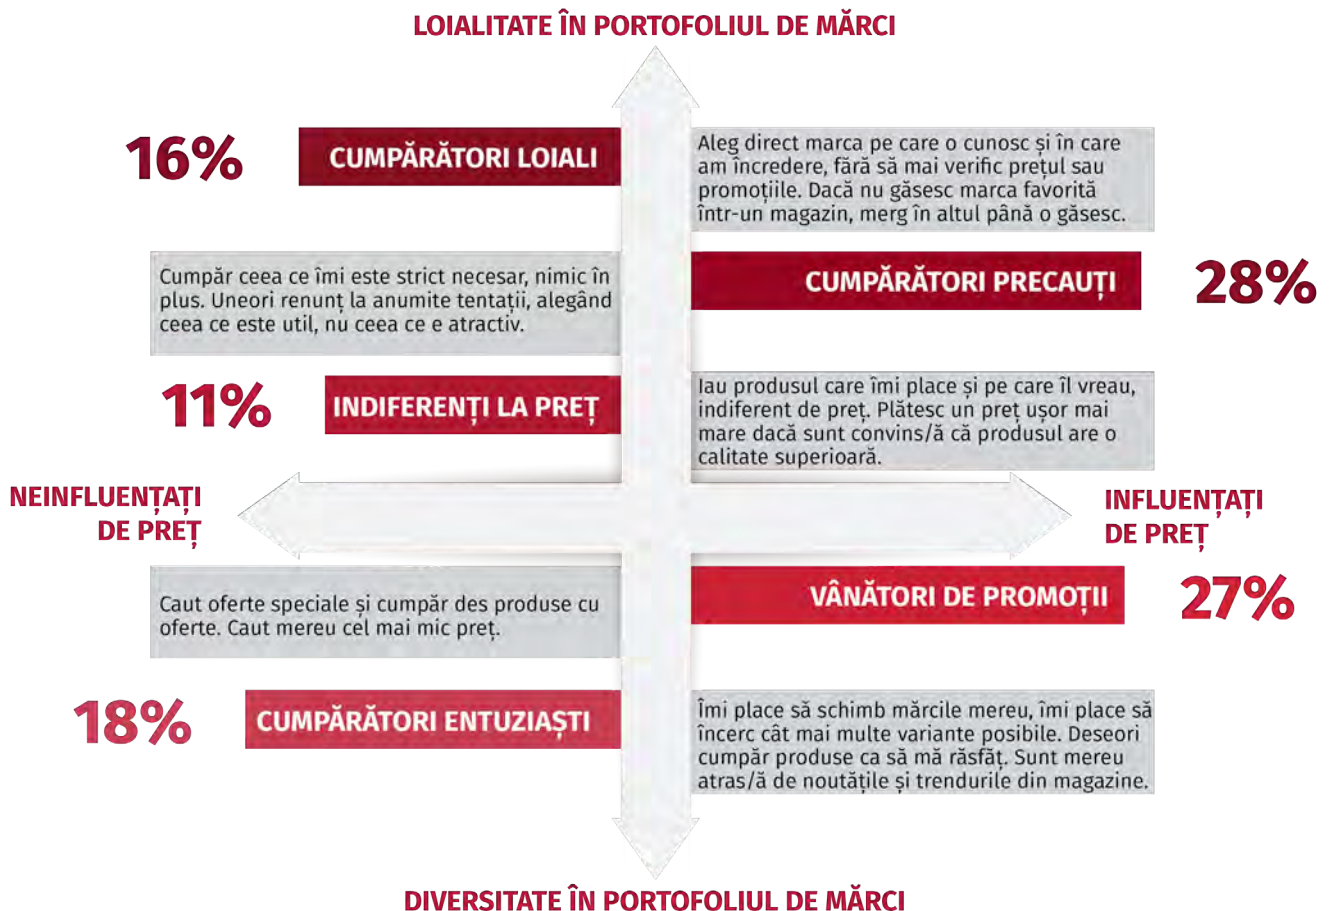 LOIALITATE ÎN PORTOFOLIUL DE MĂRCI
16%
CUMPĂRĂTORI LOIALI
Aleg direct marca pe care o cunosc și în care
am încredere, fără să mai verific prețul sau
promoțiile. Dacă nu găsesc marca favorită
într-un magazin, merg în altul până o găsesc.
Cumpăr ceea ce îmi este strict necesar, nimic în
plus. Uneori renunț la anumite tentații, alegând
ceea ce este util, nu ceea ce e atractiv.
CUMPĂRĂTORI PRECAUȚI
28%
11%
INDIFERENȚI LA PREȚ
Iau produsul care îmi place și pe care îl vreau,
indiferent de preț. Plătesc un preț ușor mai
mare dacă sunt convins/ă că produsul are o
calitate superioară.
NEINFLUENȚAȚI
DE PREȚ
INFLUENȚAȚI
DE PREȚ
Caut oferte speciale și cumpăr des produse cu
oferte. Caut mereu cel mai mic preț.
VÂNĂTORI DE PROMOȚII
27%
18%
CUMPĂRĂTORI ENTUZIAȘTI
Îmi place să schimb mărcile mereu, îmi place să
încerc cât mai multe variante posibile. Deseori
cumpăr produse ca să mă răsfăț. Sunt mereu
atras/ă de noutățile și trendurile din magazine.
DIVERSITATE ÎN PORTOFOLIUL DE MĂRCI